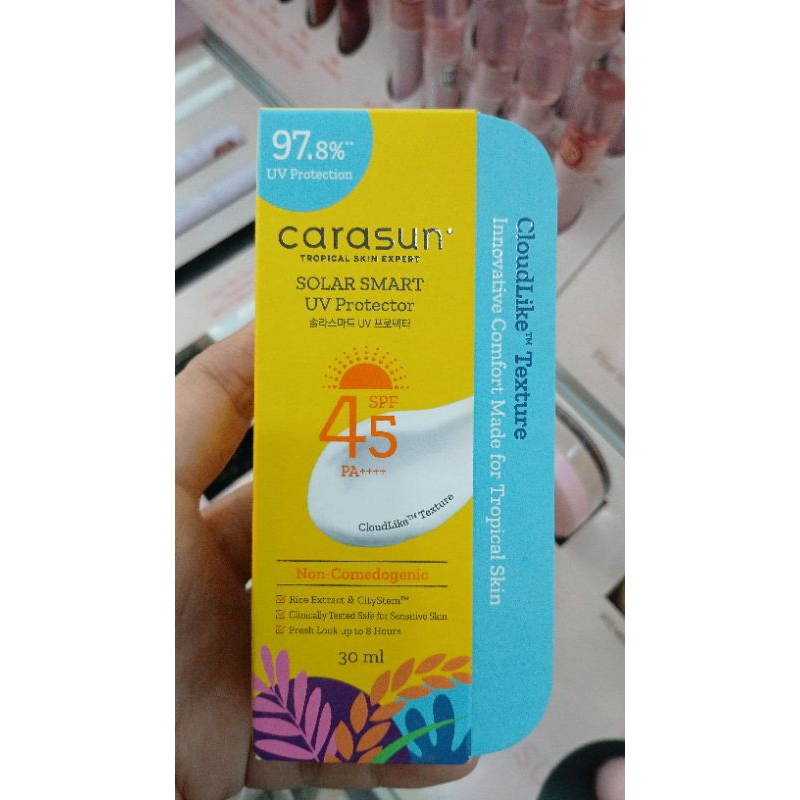 97.8%**
UV Protection
carasun
TROPICAL SKIN EXPERT
SOLAR SMART
UV Protector
솔라스마트 UV 프로텍터
SPF
45
PA++++
CloudLike™ Texture
Non-Comedogenic
Rice Extract & CityStem™
Clinically Tested Safe for Sensitive Skin
Fresh Look up to 8 Hours
30 ml
CloudLike™ Texture
Innovative Comfort Made for Tropical Skin